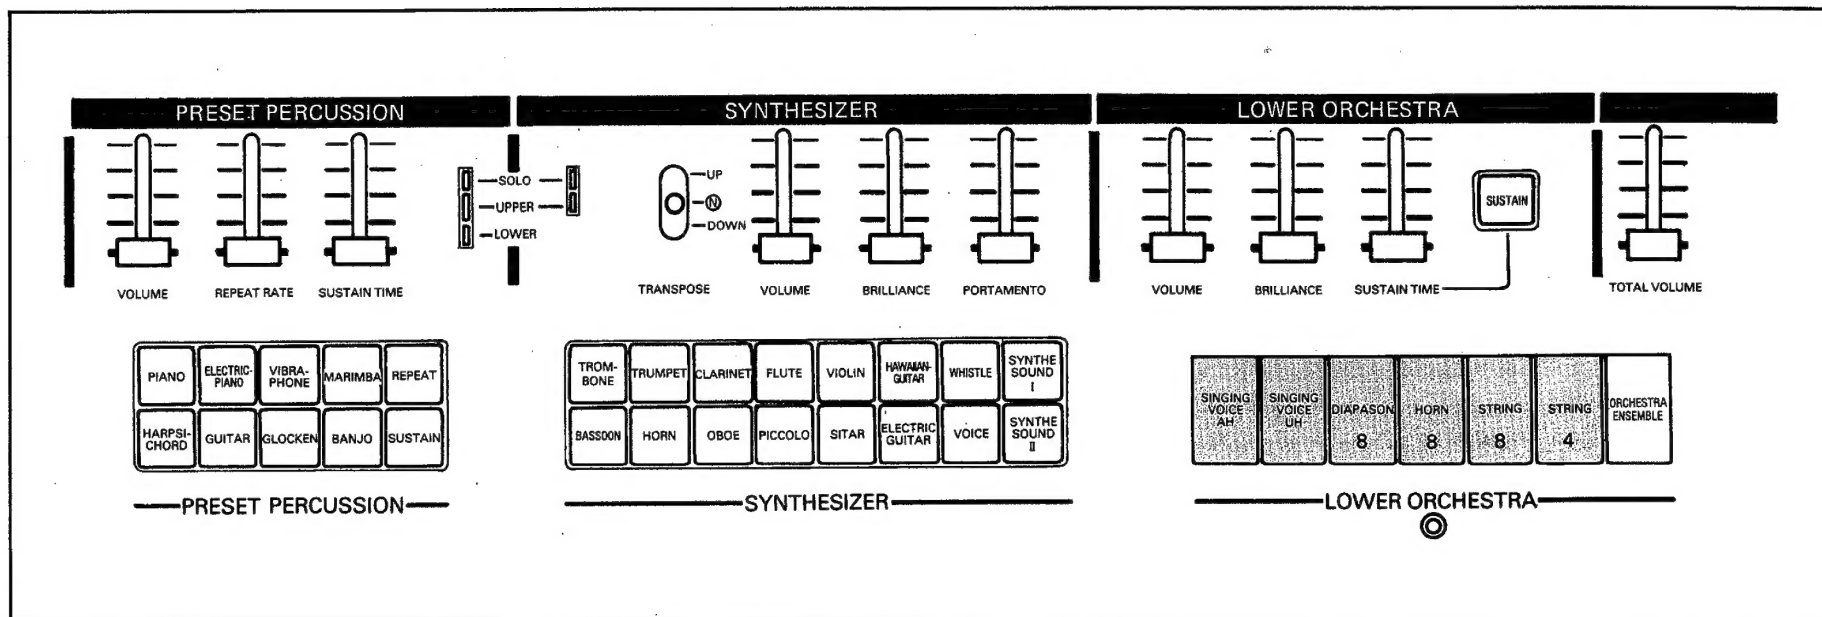 PRESET PERCUSSION
SYNTHESIZER
LOWER ORCHESTRA
SOLO
UPPER
LOWER
UP
N
DOWN
SUSTAIN
VOLUME
REPEAT RATE
SUSTAIN TIME
TRANSPOSE
VOLUME
BRILLIANCE
PORTAMENTO
VOLUME
BRILLIANCE
SUSTAIN TIME
TOTAL VOLUME
PIANO
ELECTRIC-
PIANO
VIBRA-
PHONE
MARIMBA
REPEAT
HARPSI-
CHORD
GUITAR
GLOCKEN
BANJO
SUSTAIN
PRESET PERCUSSION
TROM-
BONE
TRUMPET
CLARINET
FLUTE
VIOLIN
HAWAIIAN-
GUITAR
WHISTLE
SYNTHE
SOUND
I
BASSOON
HORN
OBOE
PICCOLO
SITAR
ELECTRIC
GUITAR
VOICE
SYNTHE
SOUND
II
SYNTHESIZER
SINGING
VOICE
AH
SINGING
VOICE
UH
DIAPASON
8
HORN
8
STRING
8
STRING
4
ORCHESTRA
ENSEMBLE
LOWER ORCHESTRA